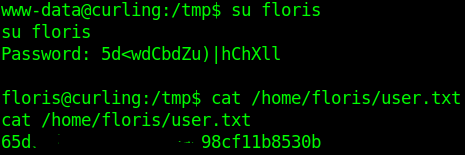 www-data@curling:/tmp$ su floris
su floris
Password: 5d<wdCbdZu)|hChXll
floris@curling:/tmp$ cat /home/floris/user.txt
cat /home/floris/user.txt
65d. 98cf11b8530b